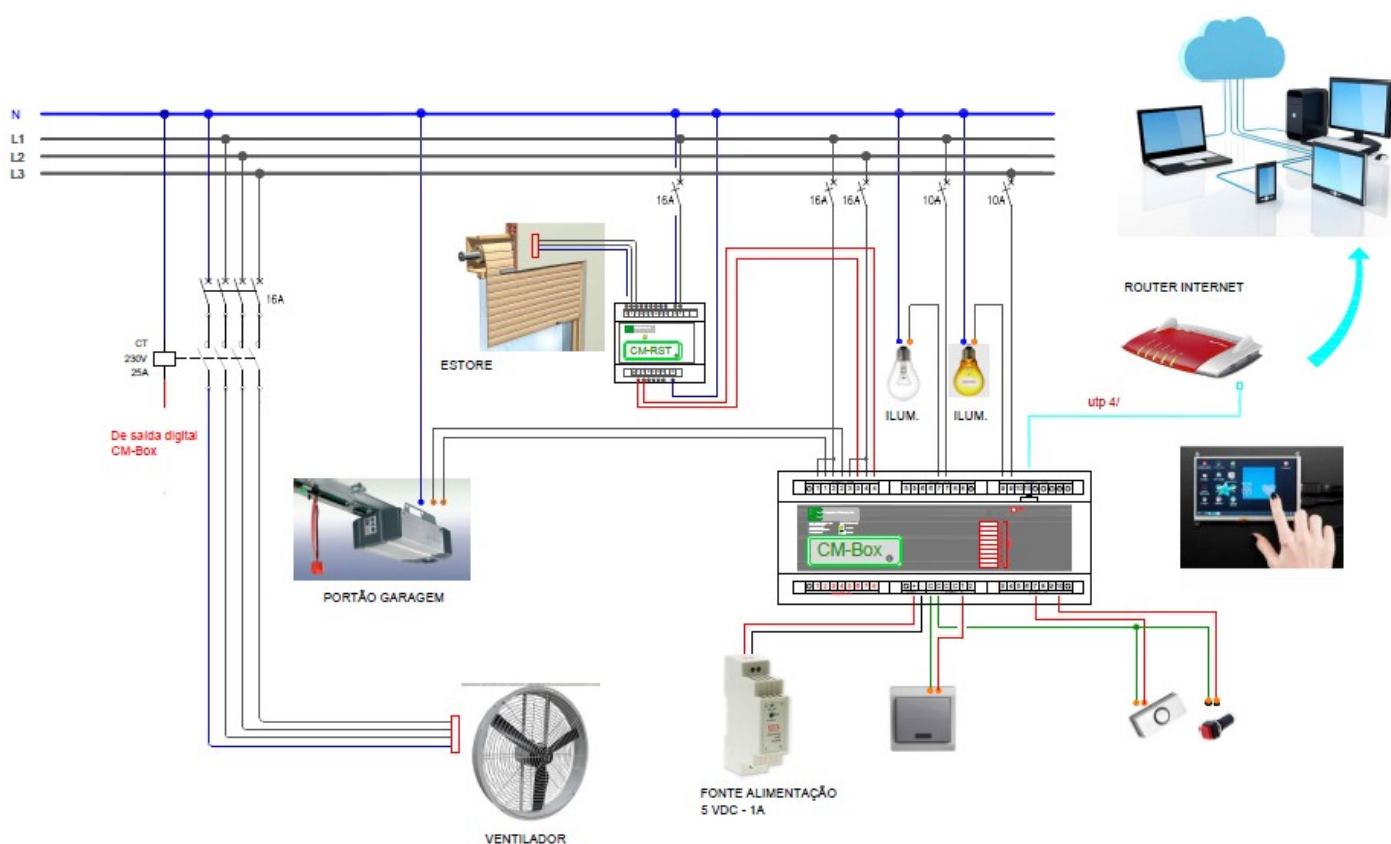 N
L1
L2
L3
16A
16A
16A
10A
10A
16A
ROUTER INTERNET
CT
230V
25A
CM-RST
ESTORE
ILUM.
ILUM.
utp 4/
De saída digital
CM-Box
CM-Box
PORTÃO GARAGEM
FONTE ALIMENTAÇÃO
5 VDC - 1A
VENTILADOR